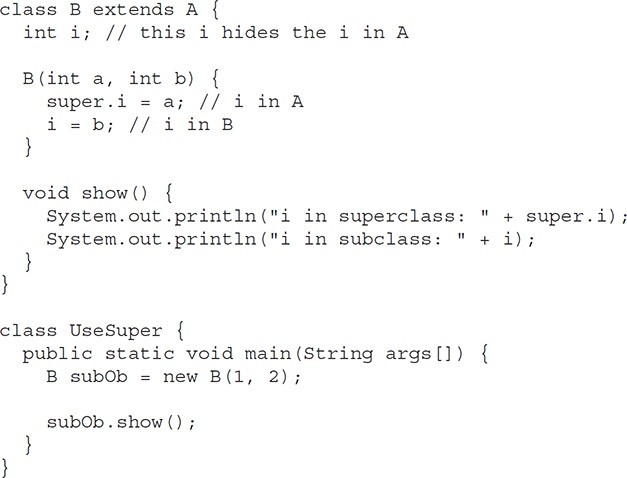 class B extends A {
  int i; // this i hides the i in A

  B(int a, int b) {
    super.i = a; // i in A
    i = b; // i in B
  }

  void show() {
    System.out.println("i in superclass: " + super.i);
    System.out.println("i in subclass: " + i);
  }
}

class UseSuper {
  public static void main(String args[]) {
    B subOb = new B(1, 2);

    subOb.show();
  }
}